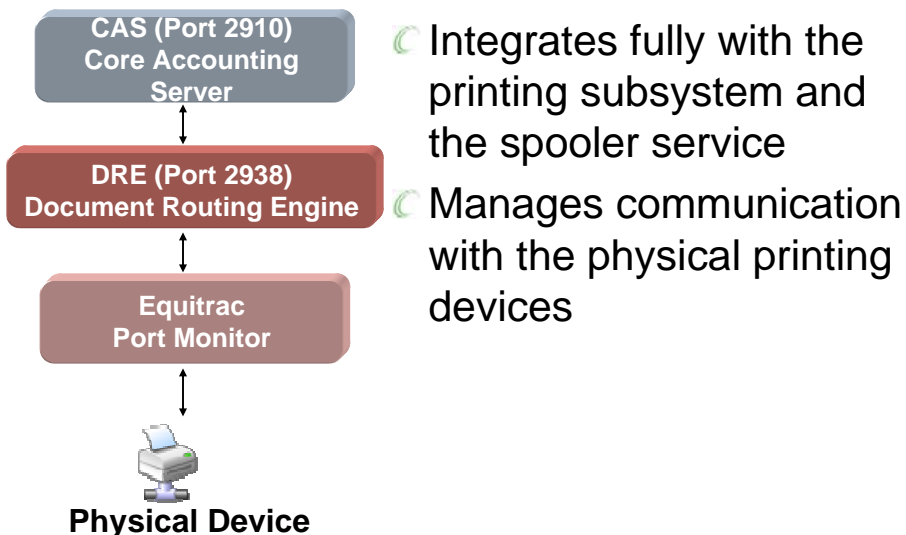 CAS (Port 2910)
Core Accounting
Server
DRE (Port 2938)
Document Routing Engine
Equitrac
Port Monitor
Physical Device
Integrates fully with the
printing subsystem and
the spooler service
Manages communication
with the physical printing
devices